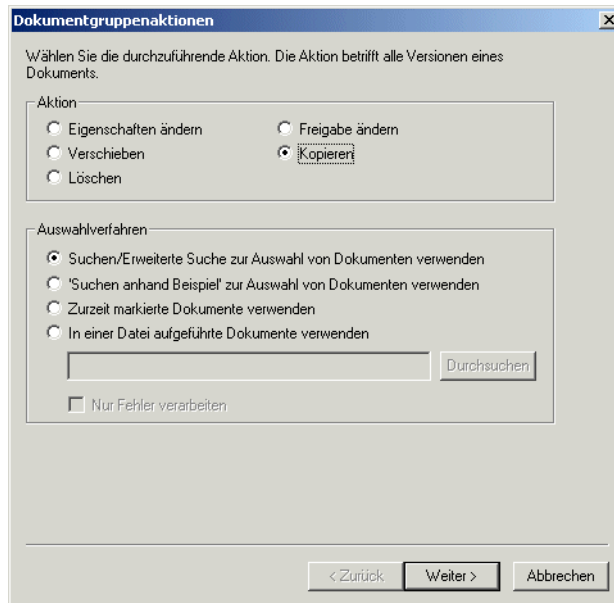 Dokumentgruppenaktionen
Wählen Sie die durchzuführende Aktion. Die Aktion betrifft alle Versionen eines
Dokuments.
Aktion
Eigenschaften ändern
Freigabe ändern
Verschieben
Kopieren
Löschen
Auswahlverfahren
Suchen/Erweiterte Suche zur Auswahl von Dokumenten verwenden
'Suchen anhand Beispiel' zur Auswahl von Dokumenten verwenden
Zurzeit markierte Dokumente verwenden
In einer Datei aufgeführte Dokumente verwenden
Durchsuchen
Nur Fehler verarbeiten
< Zurück
Weiter >
Abbrechen